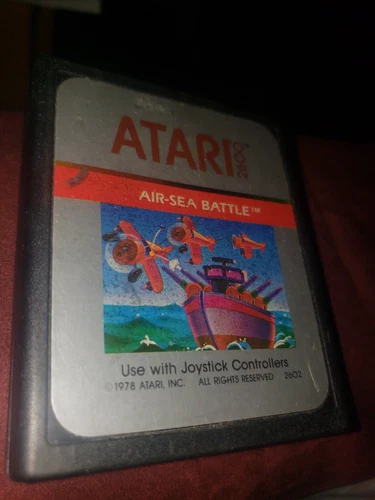 ATARI 2600
AIR-SEA BATTLE™
Use with Joystick Controllers
©1978 ATARI, INC. ALL RIGHTS RESERVED 2602